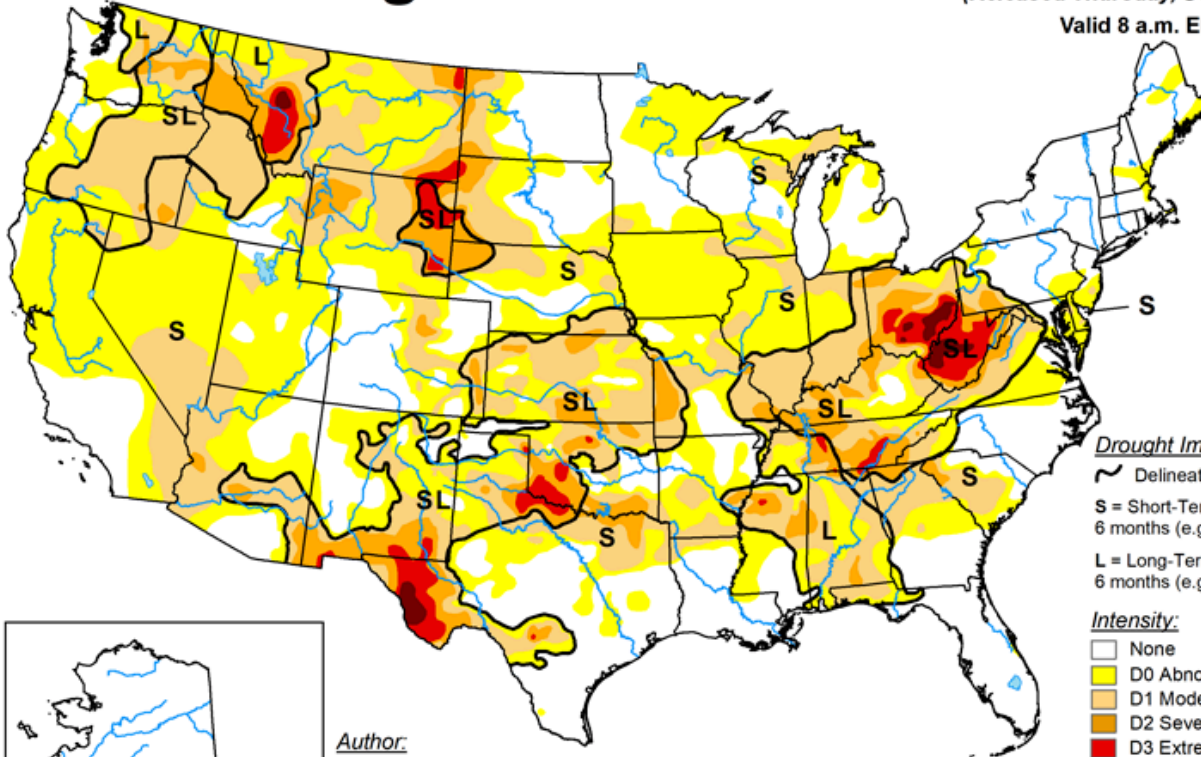 Valid 8 a.m. E
L
L
SL
S
SL
S
S
S
S
SL
SL
SL
SL
S
S
L
Drought Im
Delineat
S = Short-Ter
6 months (e.g
L = Long-Ter
6 months (e.g
Intensity:
None
D0 Abno
D1 Mode
D2 Seve
D3 Extre
Author: